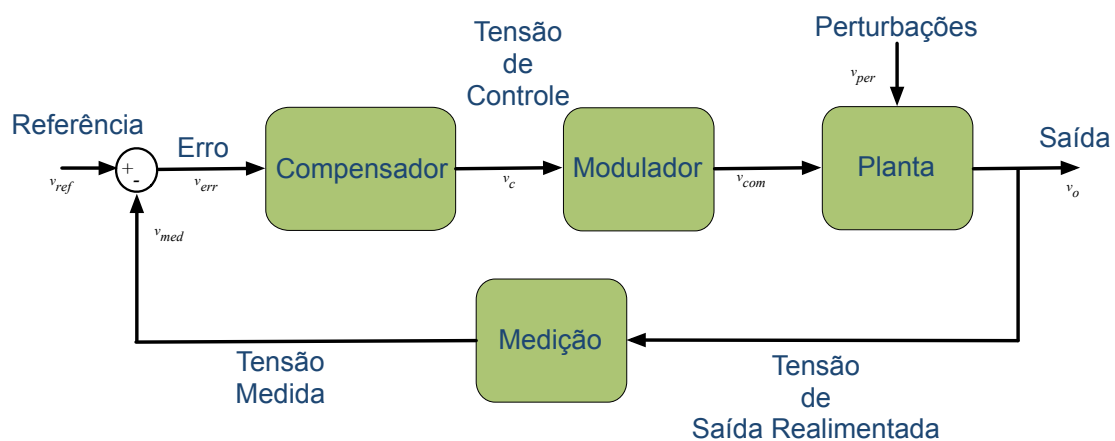 Tensão
de
Controle
Perturbações
v_per
Referência
Erro
Saída
+
-
Compensador
Modulador
Planta
v_ref
v_err
v_c
v_com
v_o
v_med
Medição
Tensão
Medida
Tensão
de
Saída Realimentada